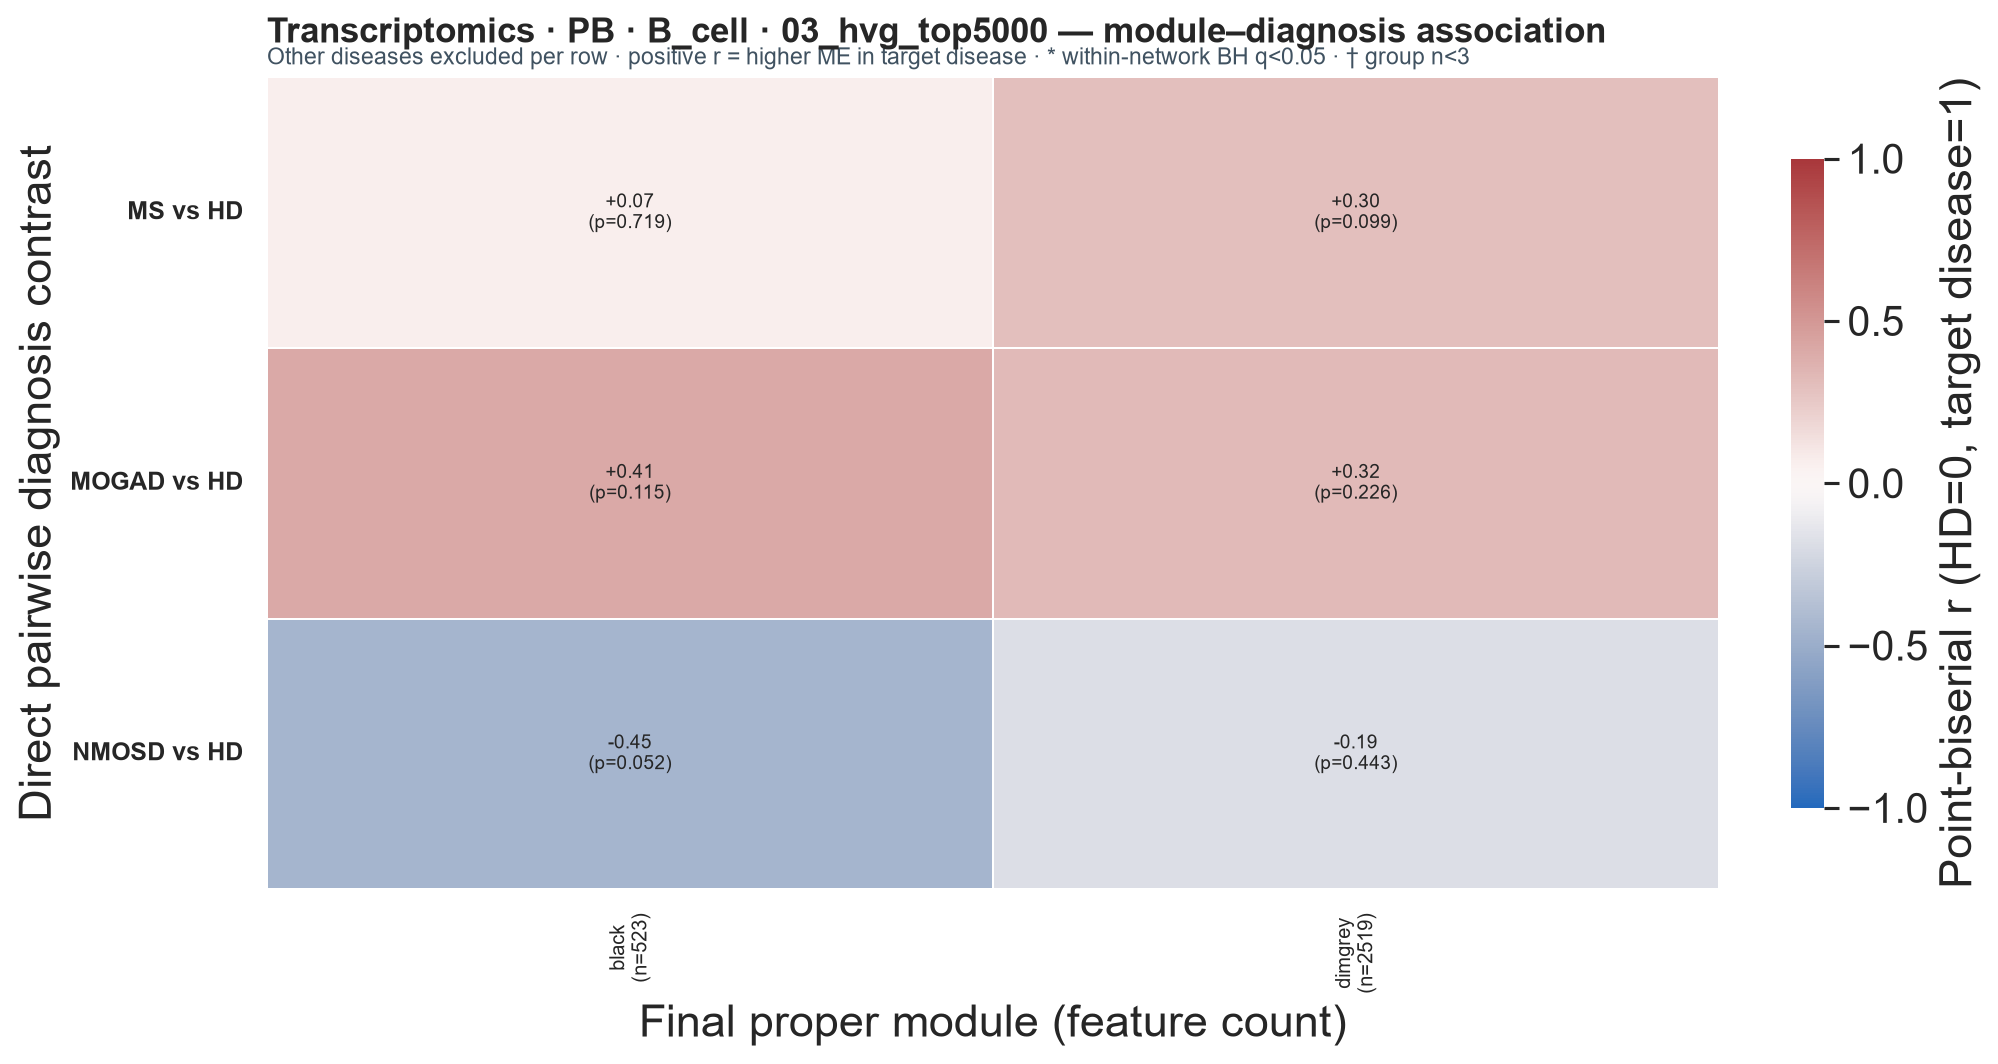 Transcriptomics · PB · B_cell · 03_hvg_top5000 — module–diagnosis association
Other diseases excluded per row · positive r = higher ME in target disease · * within-network BH q<0.05 · † group n<3
Direct pairwise diagnosis contrast
MS vs HD
+0.07
(p=0.719)
+0.30
(p=0.099)
MOGAD vs HD
+0.41
(p=0.115)
+0.32
(p=0.226)
NMOSD vs HD
-0.45
(p=0.052)
-0.19
(p=0.443)
black
(n=523)
dimgrey
(n=2519)
Final proper module (feature count)
1.0
0.5
0.0
−0.5
−1.0
Point-biserial r (HD=0, target disease=1)